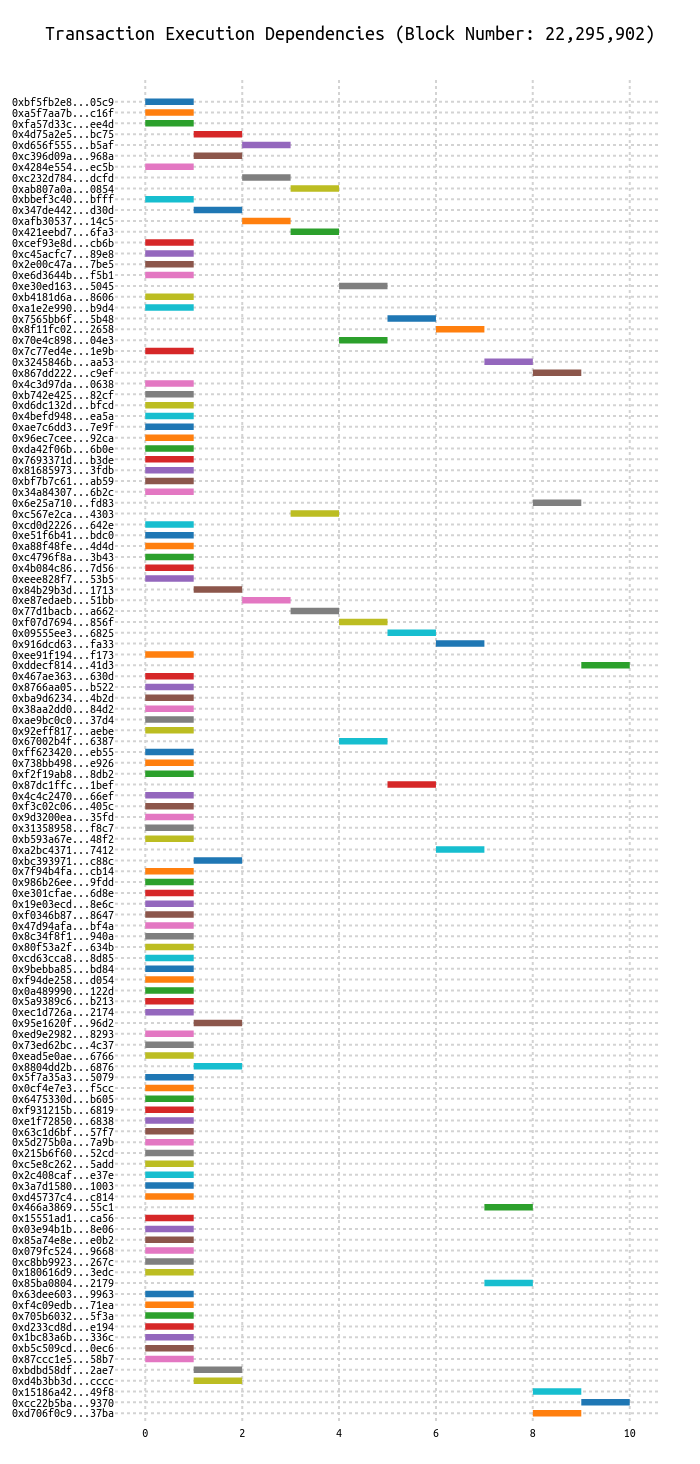 Transaction Execution Dependencies (Block Number: 22,295,902)
0xbf5fb2e8...05c9
0xa5f7aa7b...c16f
0xfa57d33c...ee4d
0x4d75a2e5...bc75
0xd656f555...b5af
0xc396d09a...968a
0x4284e554...ec5b
0xc232d784...dcfd
0xab807a0a...0854
0xbbef3c40...bfff
0x347de442...d30d
0xafb30537...14c5
0x421eebd7...6fa3
0xcef93e8d...cb6b
0xc45acfc7...89e8
0x2e00c47a...7be5
0xe6d3644b...f5b1
0xe30ed163...5045
0xb4181d6a...8606
0xa1e2e990...b9d4
0x7565bb6f...5b48
0x8f11fc02...2658
0x70e4c898...04e3
0x7c77ed4e...1e9b
0x3245846b...aa53
0x867dd222...c9ef
0x4c3d97da...0638
0xb742e425...82cf
0xd6dc132d...bfcd
0x4befd948...ea5a
0xae7c6dd3...7e9f
0x96ec7cee...92ca
0xda42f06b...6b0e
0x7693371d...b3de
0x81685973...3fdb
0xbf7b7c61...ab59
0x34a84307...6b2c
0x6e25a710...fd83
0xc567e2ca...4303
0xcd0d2226...642e
0xe51f6b41...bdc0
0xa88f48fe...4d4d
0xc4796f8a...3b43
0x4b084c86...7d56
0xeee828f7...53b5
0x84b29b3d...1713
0xe87edaeb...51bb
0x77d1bacb...a662
0xf07d7694...856f
0x09555ee3...6825
0x916dcd63...fa33
0xee91f194...f173
0xddecf814...41d3
0x467ae363...630d
0x8766aa05...b522
0xba9d6234...4b2d
0x38aa2dd0...84d2
0xae9bc0c0...37d4
0x92eff817...aebe
0x67002b4f...6387
0xff623420...eb55
0x738bb498...e926
0xf2f19ab8...8db2
0x87dc1ffc...1bef
0x4c4c2470...66ef
0xf3c02c06...405c
0x9d3200ea...35fd
0x31358958...f8c7
0xb593a67e...48f2
0xa2bc4371...7412
0xbc393971...c88c
0x7f94b4fa...cb14
0x986b26ee...9fdd
0xe301cfae...6d8e
0x19e03ecd...8e6c
0xf0346b87...8647
0x47d94afa...bf4a
0x8c34f8f1...940a
0x80f53a2f...634b
0xcd63cca8...8d85
0x9bebba85...bd84
0xf94de258...d054
0x0a489990...122d
0x5a9389c6...b213
0xec1d726a...2174
0x95e1620f...96d2
0xed9e2982...8293
0x73ed62bc...4c37
0xead5e0ae...6766
0x8804dd2b...6876
0x5f7a35a3...5079
0x0cf4e7e3...f5cc
0x6475330d...b605
0xf931215b...6819
0xe1f72850...6838
0x63c1d6bf...57f7
0x5d275b0a...7a9b
0x215b6f60...52cd
0xc5e8c262...5add
0x2c408caf...e37e
0x3a7d1580...1003
0xd45737c4...c814
0x466a3869...55c1
0x15551ad1...ca56
0x03e94b1b...8e06
0x85a74e8e...e0b2
0x079fc524...9668
0xc8bb9923...267c
0x180616d9...3edc
0x85ba0804...2179
0x63dee603...9963
0xf4c09edb...71ea
0x705b6032...5f3a
0xd233cd8d...e194
0x1bc83a6b...336c
0xb5c509cd...0ec6
0x87ccc1e5...58b7
0xbdbd58df...2ae7
0xd4b3bb3d...cccc
0x15186a42...49f8
0xcc22b5ba...9370
0xd706f0c9...37ba
0 2 4 6 8 10